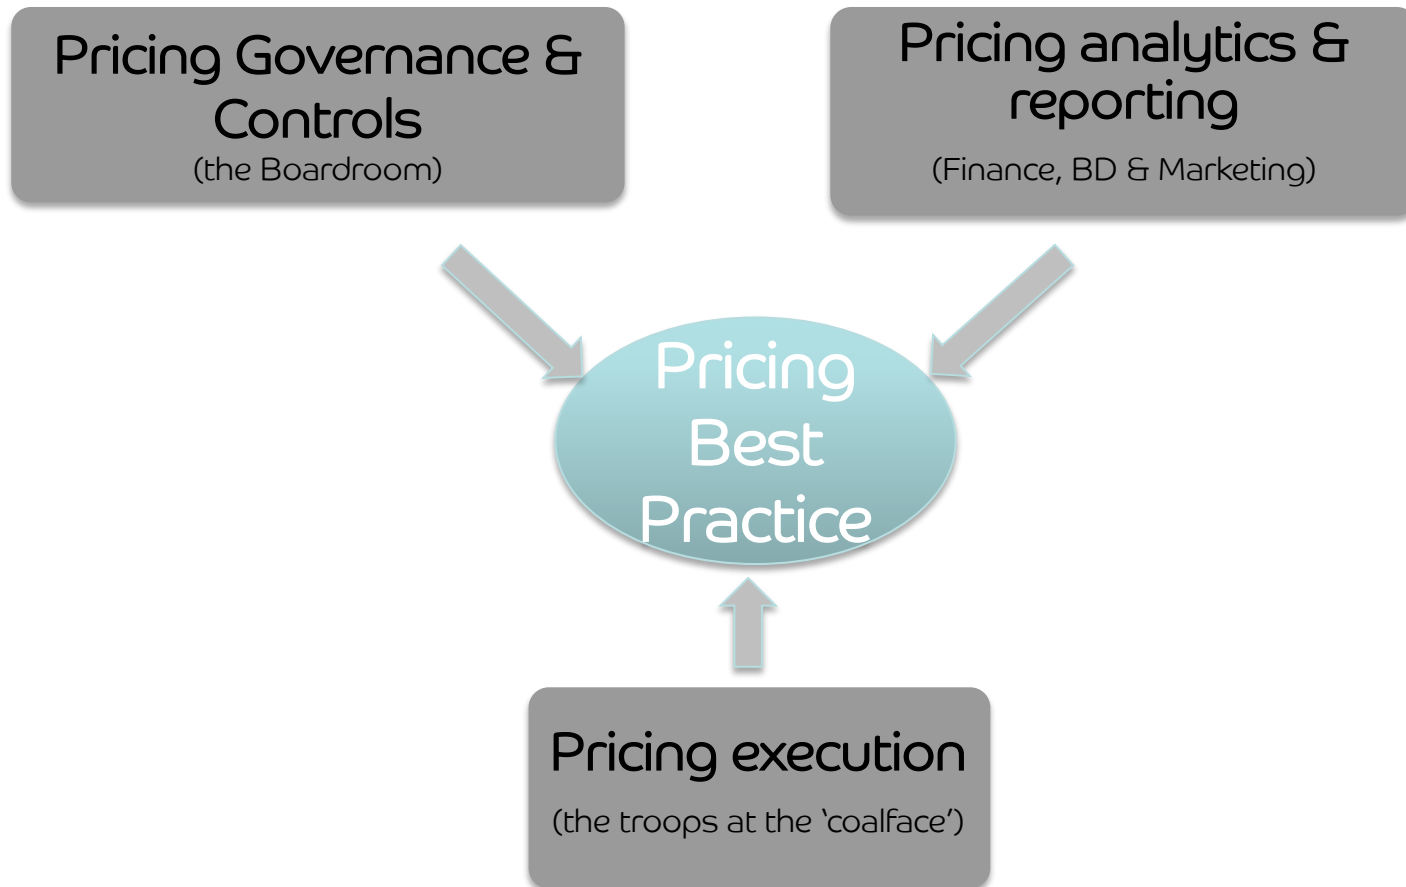 Pricing Governance &
Controls
(the Boardroom)
Pricing analytics &
reporting
(Finance, BD & Marketing)
Pricing
Best
Practice
Pricing execution
(the troops at the ‘coalface’)